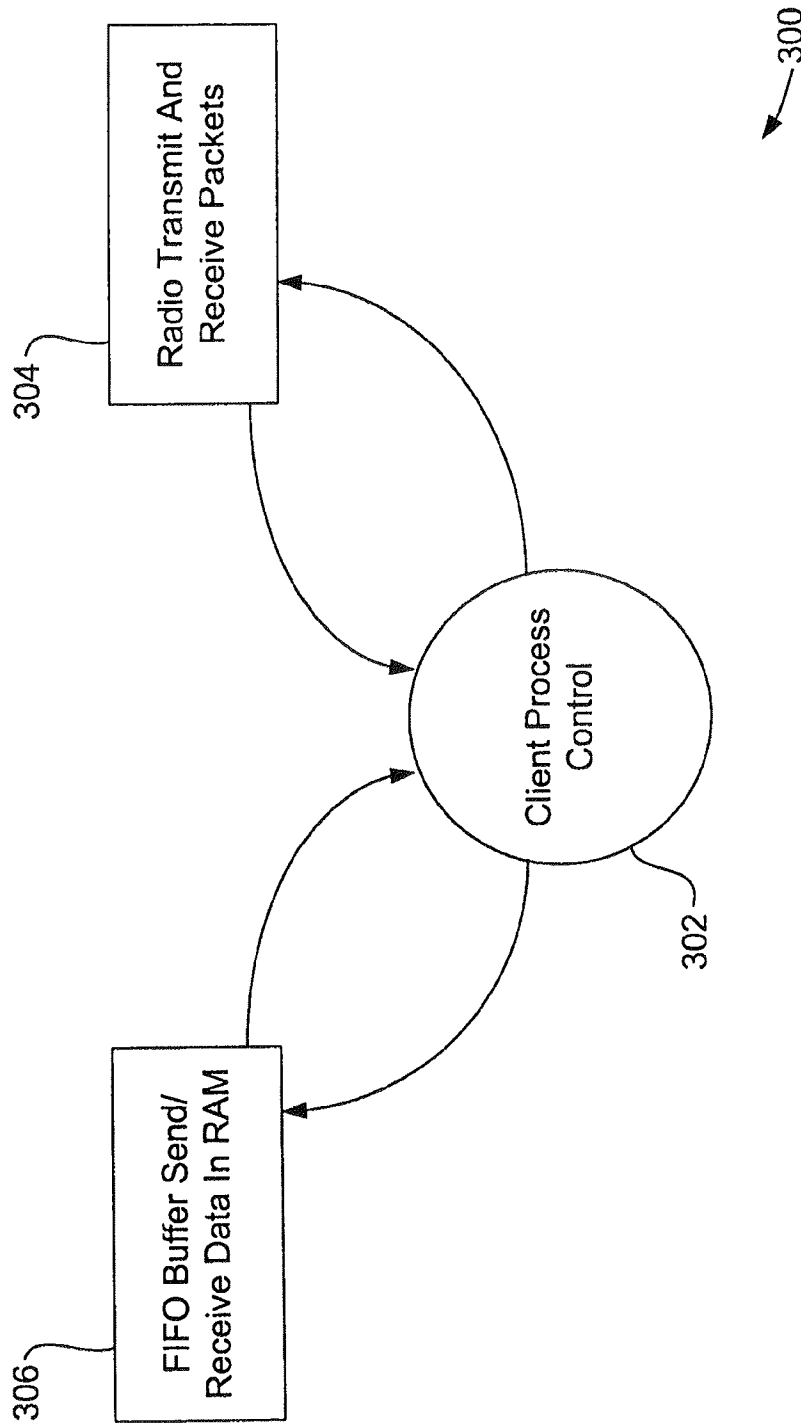 306
FIFO Buffer Send/
Receive Data In RAM
304
Radio Transmit And
Receive Packets
Client Process
Control
302
300